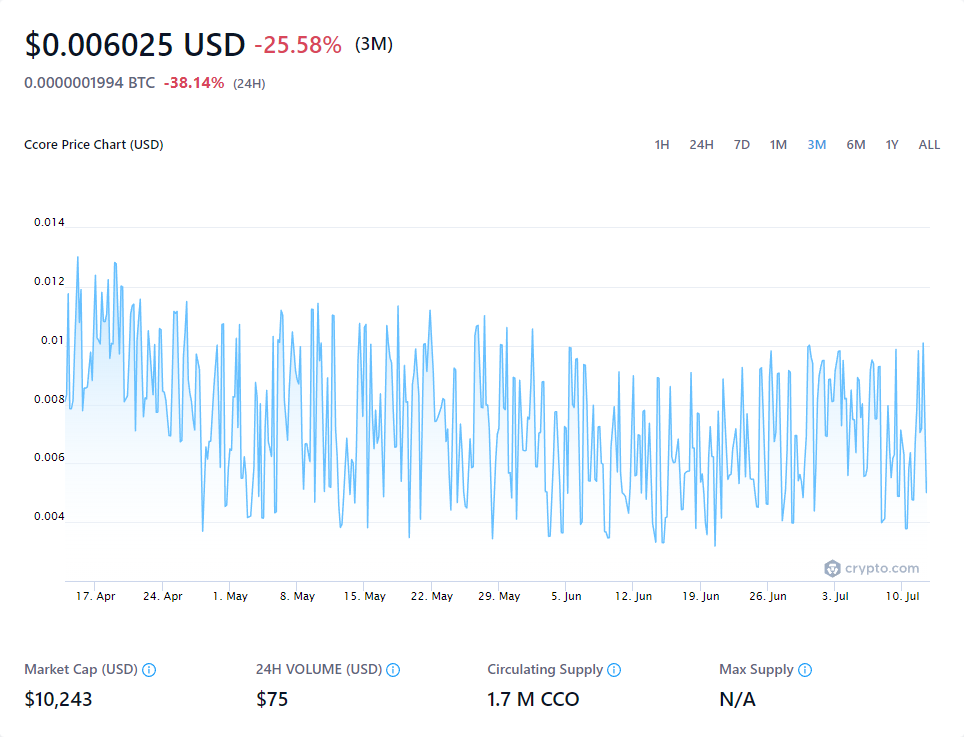 $0.006025 USD -25.58% (3M)
0.0000001994 BTC -38.14% (24H)
Ccore Price Chart (USD) 1H 24H 7D 1M 3M 6M 1Y ALL
0.014
0.012
0.01
0.008
0.006
0.004
crypto.com
17. Apr 24. Apr 1. May 8. May 15. May 22. May 29. May 5. Jun 12. Jun 19. Jun 26. Jun 3. Jul 10. Jul
Market Cap (USD) 24H VOLUME (USD) Circulating Supply Max Supply
$10,243 $75 1.7 M CCO N/A